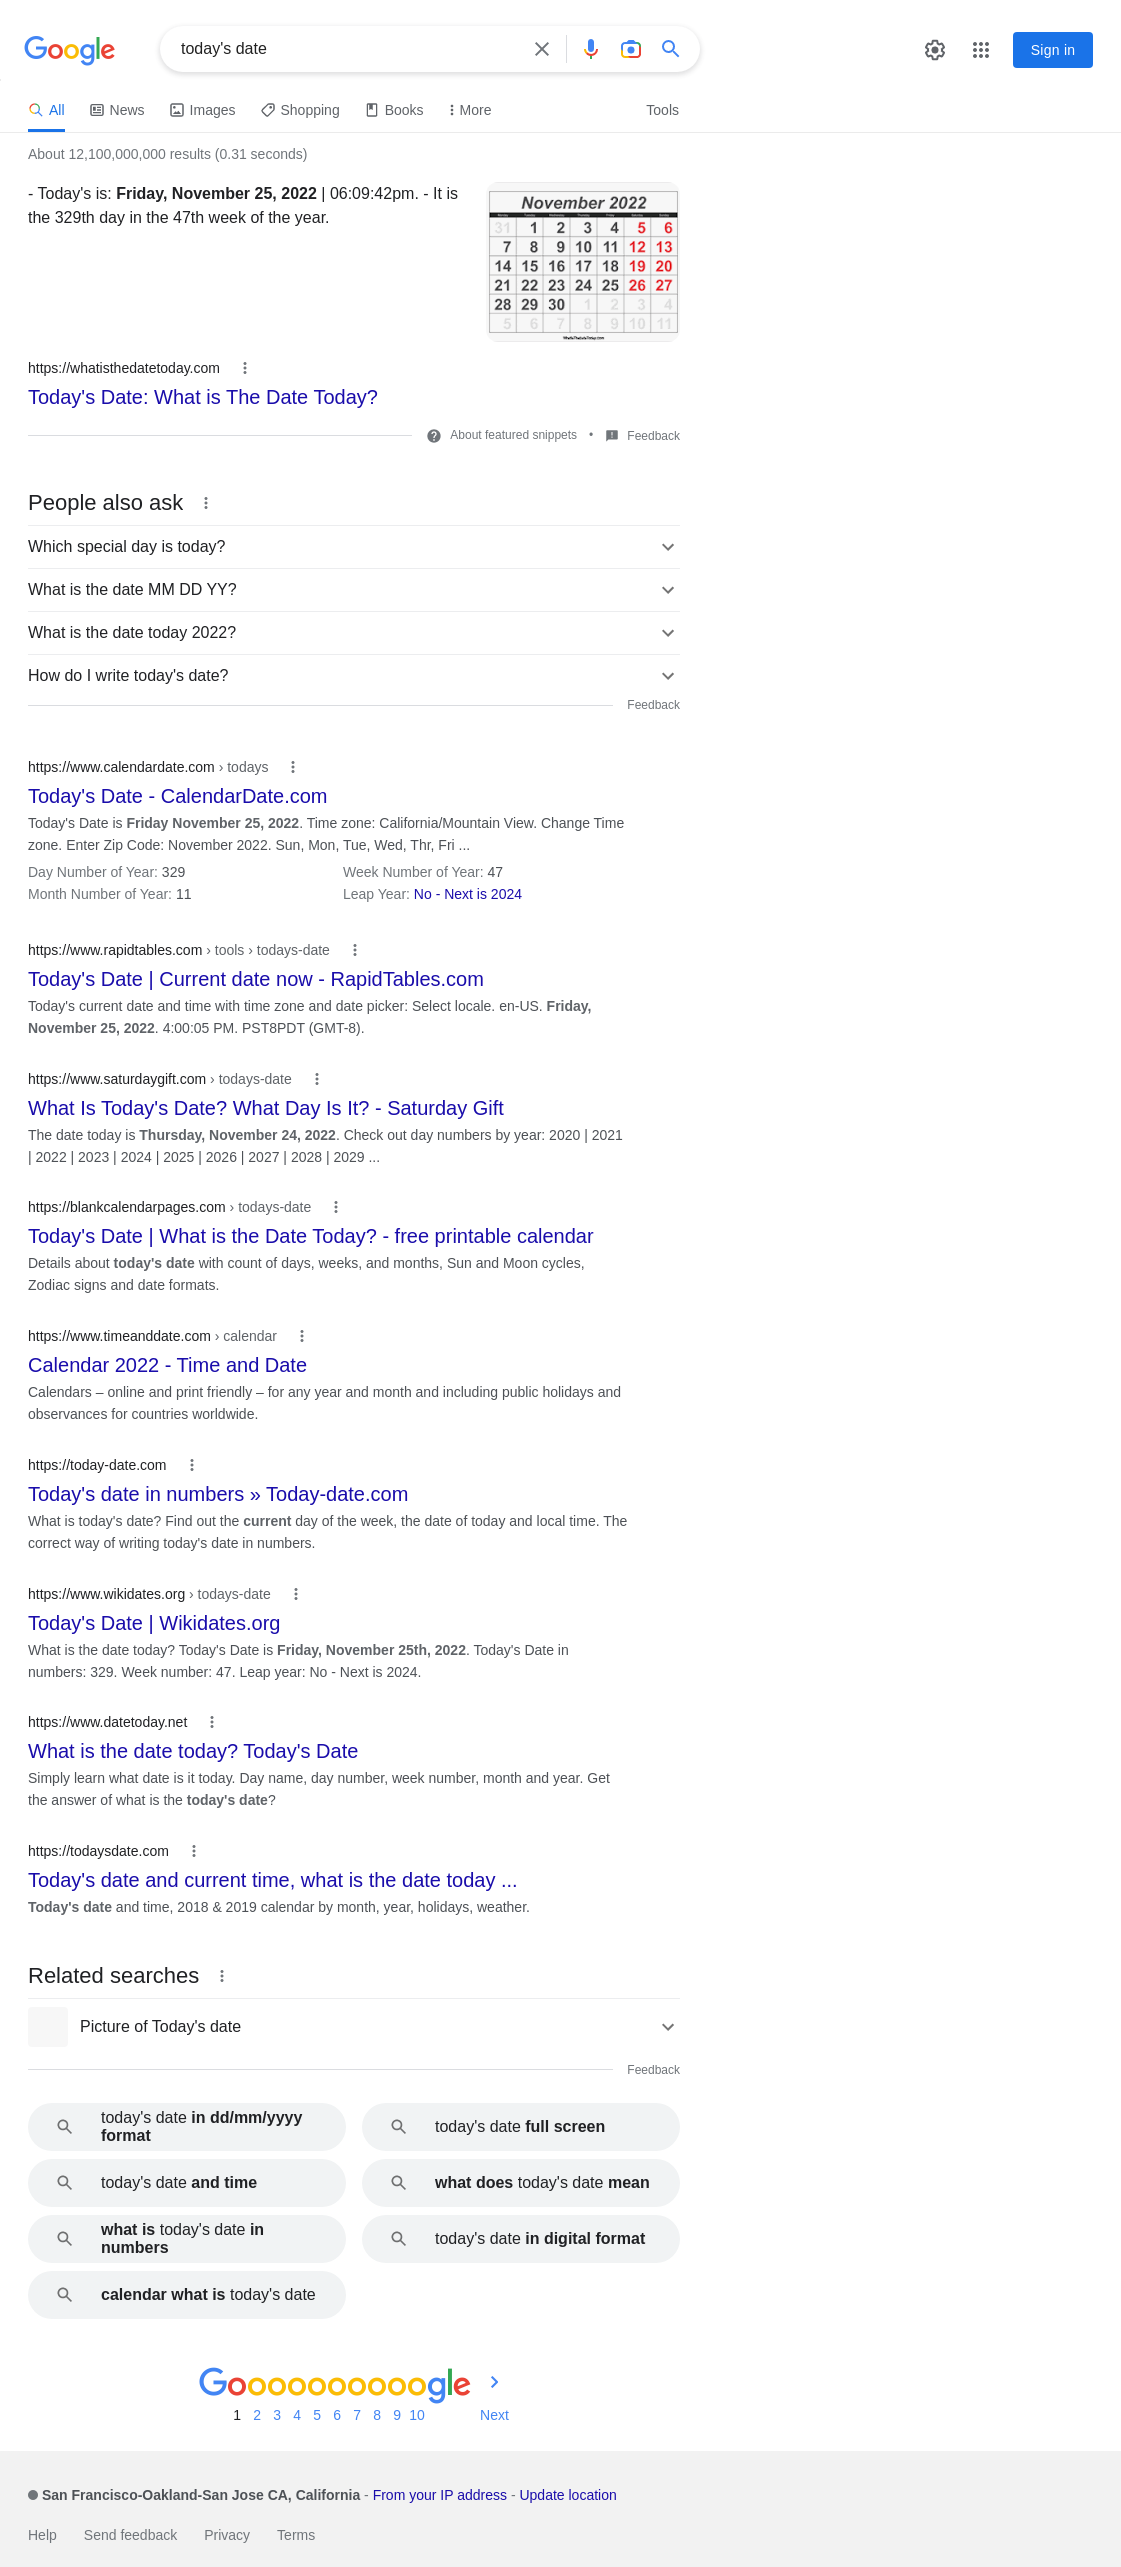 Google
today's date
Sign in
All News Images Shopping Books More Tools
About 12,100,000,000 results (0.31 seconds)
- Today's is: Friday, November 25, 2022 | 06:09:42pm. - It is
the 329th day in the 47th week of the year.
November 2022
Monday Tuesday Wednesday Thursday Friday Saturday Sunday
31 1 2 3 4 5 6
7 8 9 10 11 12 13
14 15 16 17 18 19 20
21 22 23 24 25 26 27
28 29 30 1 2 3 4
5 6 7 8 9 10 11
WhatIsTheDateToday.com
https://whatisthedatetoday.com
Today's Date: What is The Date Today?
About featured snippets • Feedback
People also ask
Which special day is today?
What is the date MM DD YY?
What is the date today 2022?
How do I write today's date?
Feedback
https://www.calendardate.com › todays
Today's Date - CalendarDate.com
Today's Date is Friday November 25, 2022. Time zone: California/Mountain View. Change Time
zone. Enter Zip Code: November 2022. Sun, Mon, Tue, Wed, Thr, Fri ...
Day Number of Year: 329 Week Number of Year: 47
Month Number of Year: 11 Leap Year: No - Next is 2024
https://www.rapidtables.com › tools › todays-date
Today's Date | Current date now - RapidTables.com
Today's current date and time with time zone and date picker: Select locale. en-US. Friday,
November 25, 2022. 4:00:05 PM. PST8PDT (GMT-8).
https://www.saturdaygift.com › todays-date
What Is Today's Date? What Day Is It? - Saturday Gift
The date today is Thursday, November 24, 2022. Check out day numbers by year: 2020 | 2021
| 2022 | 2023 | 2024 | 2025 | 2026 | 2027 | 2028 | 2029 ...
https://blankcalendarpages.com › todays-date
Today's Date | What is the Date Today? - free printable calendar
Details about today's date with count of days, weeks, and months, Sun and Moon cycles,
Zodiac signs and date formats.
https://www.timeanddate.com › calendar
Calendar 2022 - Time and Date
Calendars – online and print friendly – for any year and month and including public holidays and
observances for countries worldwide.
https://today-date.com
Today's date in numbers » Today-date.com
What is today's date? Find out the current day of the week, the date of today and local time. The
correct way of writing today's date in numbers.
https://www.wikidates.org › todays-date
Today's Date | Wikidates.org
What is the date today? Today's Date is Friday, November 25th, 2022. Today's Date in
numbers: 329. Week number: 47. Leap year: No - Next is 2024.
https://www.datetoday.net
What is the date today? Today's Date
Simply learn what date is it today. Day name, day number, week number, month and year. Get
the answer of what is the today's date?
https://todaysdate.com
Today's date and current time, what is the date today ...
Today's date and time, 2018 & 2019 calendar by month, year, holidays, weather.
Related searches
Picture of Today's date
Feedback
today's date in dd/mm/yyyy
format
today's date full screen
today's date and time
what does today's date mean
what is today's date in
numbers
today's date in digital format
calendar what is today's date
Goooooooooogle
1 2 3 4 5 6 7 8 9 10 Next
San Francisco-Oakland-San Jose CA, California - From your IP address - Update location
Help Send feedback Privacy Terms